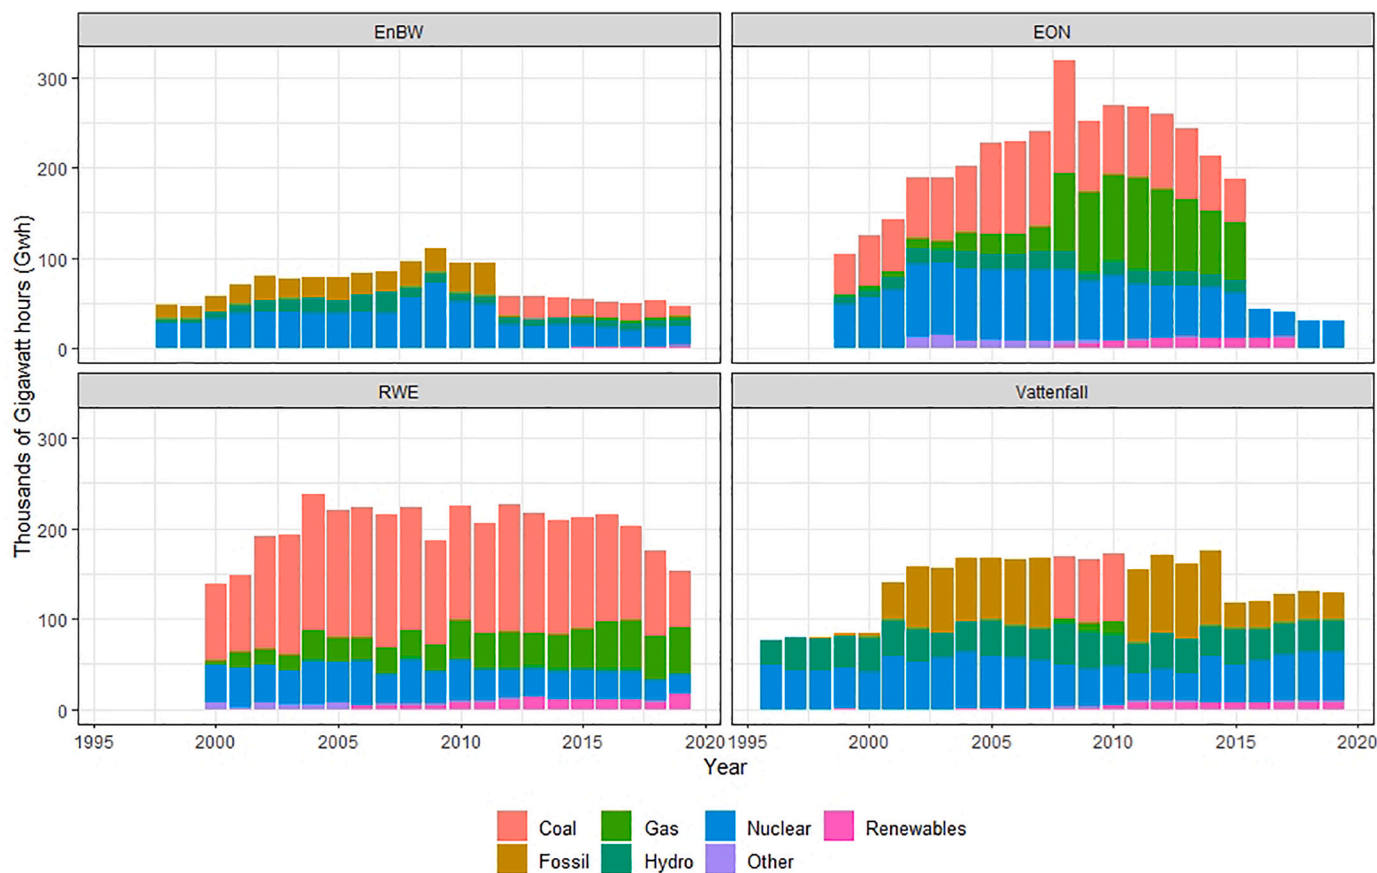 EnBW
EON
300
200
100
0
RWE
Vattenfall
300
200
100
0
Thousands of Gigawatt hours (Gwh)
1995 2000 2005 2010 2015 2020 1995 2000 2005 2010 2015 2020
Year
Coal Gas Nuclear Renewables
Fossil Hydro Other